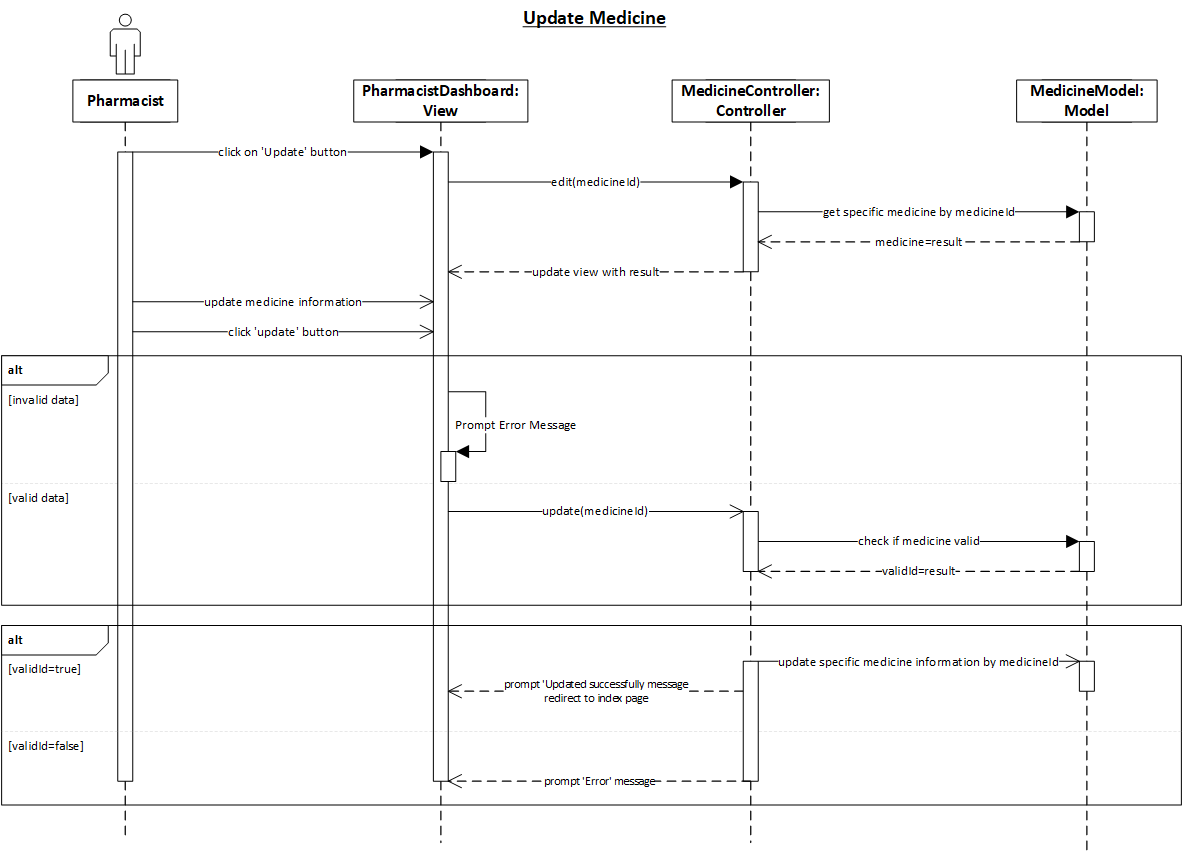 Update Medicine
Pharmacist
PharmacistDashboard:
View
MedicineController:
Controller
MedicineModel:
Model
click on 'Update' button
edit(medicineId)
get specific medicine by medicineId
medicine=result
update view with result
update medicine information
click 'update' button
alt
[invalid data]
Prompt Error Message
[valid data]
update(medicineId)
check if medicine valid
validId=result
alt
[validId=true]
update specific medicine information by medicineId
prompt 'Updated successfully message
redirect to index page
[validId=false]
prompt 'Error' message